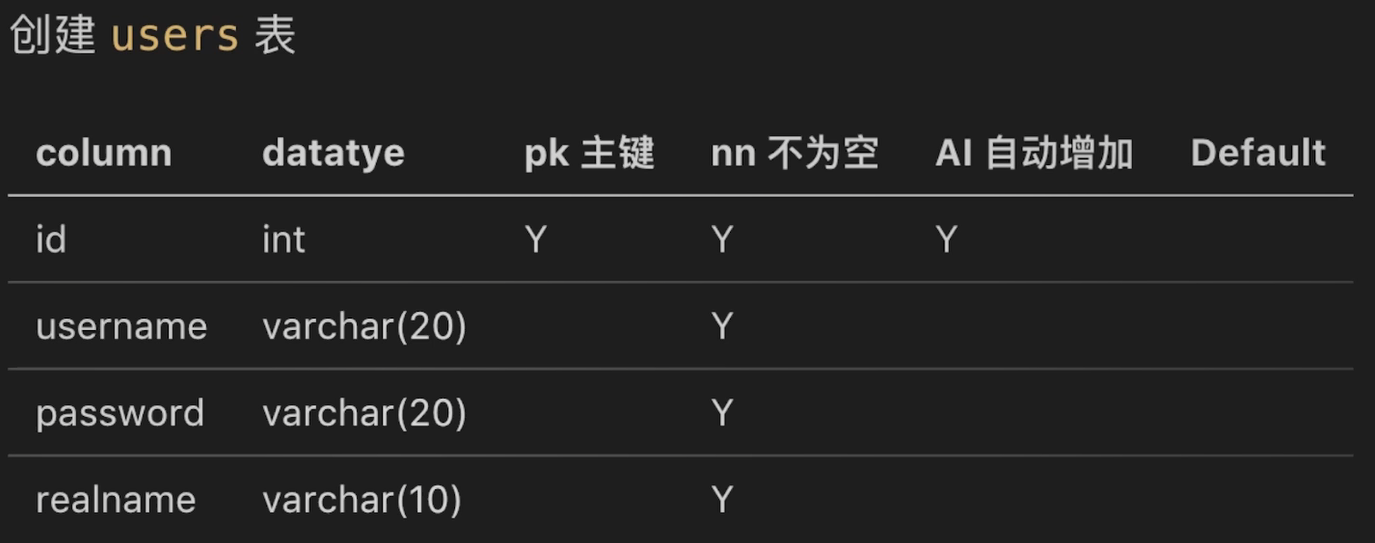 创建 users 表
column datatye pk 主键 nn 不为空 AI 自动增加 Default
id int Y Y Y
username varchar(20) Y
password varchar(20) Y
realname varchar(10) Y